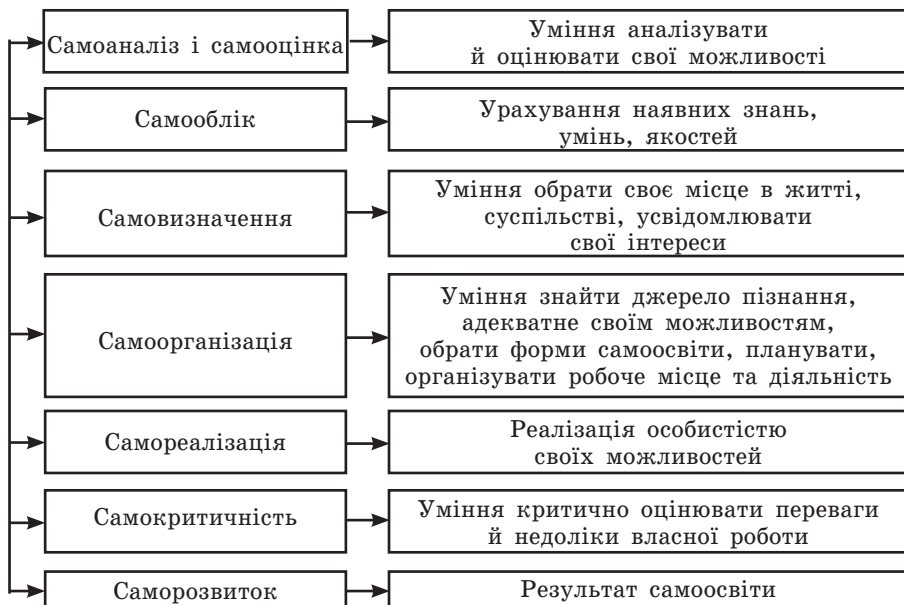 Самоаналіз і самооцінка
Уміння аналізувати
й оцінювати свої можливості
Самооблік
Урахування наявних знань,
умінь, якостей
Самовизначення
Уміння обрати своє місце в житті,
суспільстві, усвідомлювати
свої інтереси
Самоорганізація
Уміння знайти джерело пізнання,
адекватне своїм можливостям,
обрати форми самоосвіти, планувати,
організувати робоче місце та діяльність
Самореалізація
Реалізація особистістю
своїх можливостей
Самокритичність
Уміння критично оцінювати переваги
й недоліки власної роботи
Саморозвиток
Результат самоосвіти